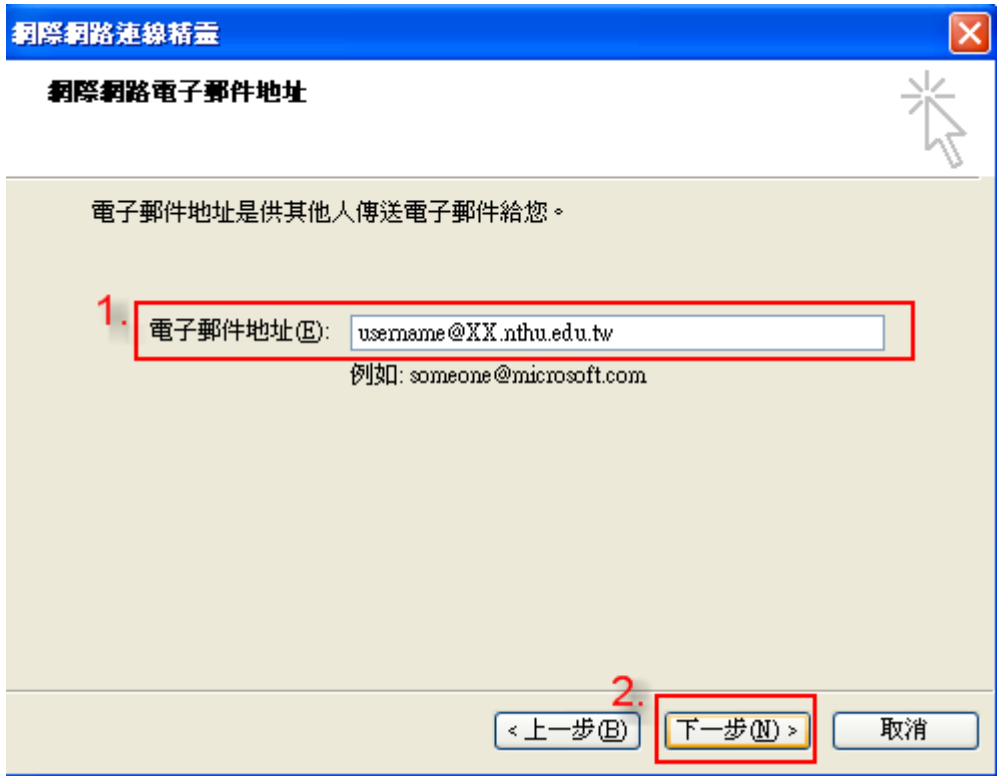 網際網路連線精靈
網際網路電子郵件地址
電子郵件地址是供其他人傳送電子郵件給您。
1.
電子郵件地址(E): username@XX.nthu.edu.tw
例如: someone@microsoft.com
2.
<上一步(B) 下一步(N) > 取消